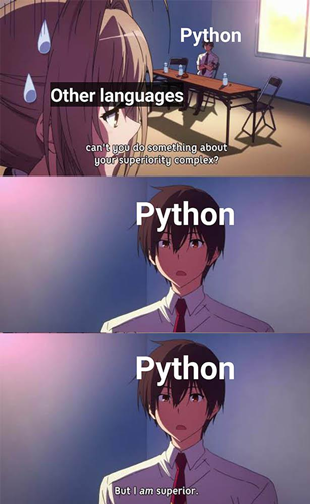 Python
Other languages
can't you do something about
your superiority complex?
Python
Python
But I am superior.